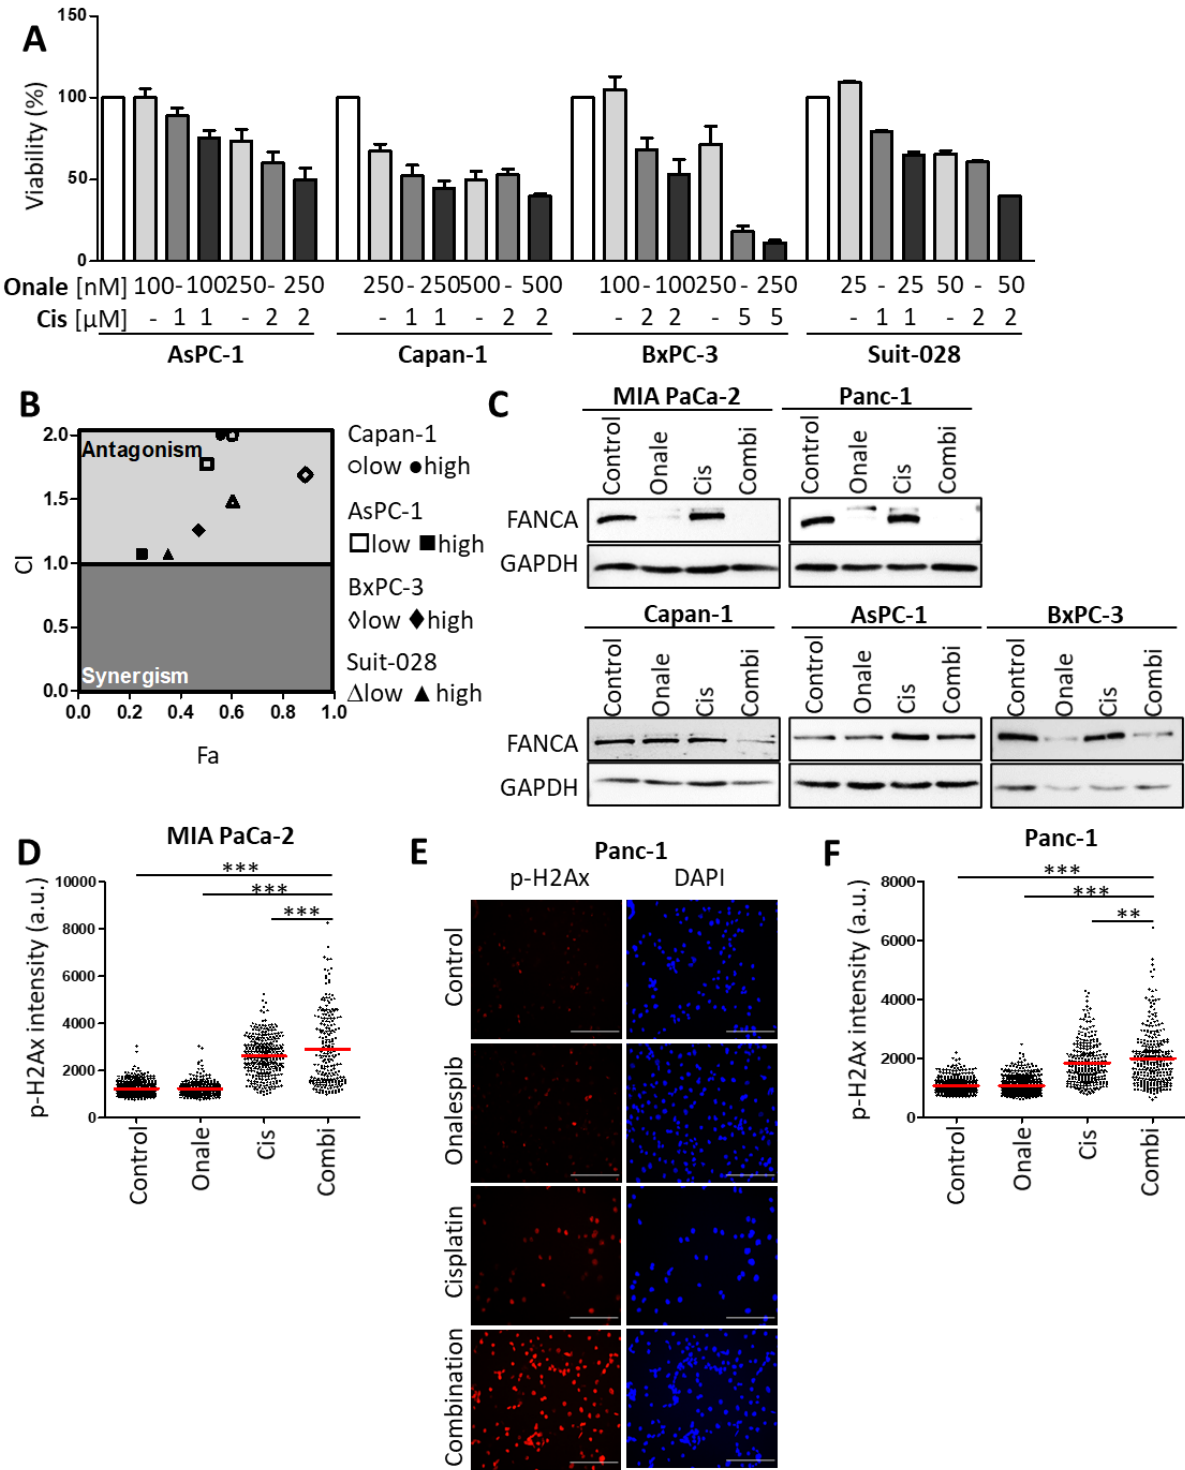 A
Viability (%)
150
100
50
0
Onale [nM] 100 - 100 250 - 250 250 - 250 500 - 500 100 - 100 250 - 250 25 - 25 50 - 50
Cis [µM] - 1 1 - 2 2 - 1 1 - 2 2 - 2 2 - 5 5 - 1 1 - 2 2
AsPC-1 Capan-1 BxPC-3 Suit-028
B
CI
2.0
1.5
1.0
0.5
0.0
Antagonism
Synergism
0.0 0.2 0.4 0.6 0.8 1.0
Fa
Capan-1
low high
AsPC-1
low high
BxPC-3
low high
Suit-028
low high
C
MIA PaCa-2 Panc-1
Control Onale Cis Combi Control Onale Cis Combi
FANCA
GAPDH
Capan-1 AsPC-1 BxPC-3
Control Onale Cis Combi Control Onale Cis Combi Control Onale Cis Combi
FANCA
GAPDH
D
MIA PaCa-2
p-H2Ax intensity (a.u.)
10000
8000
6000
4000
2000
0
***
***
***
Control Onale Cis Combi
E
Panc-1
p-H2Ax DAPI
Control
Onalespib
Cisplatin
Combination
F
Panc-1
p-H2Ax intensity (a.u.)
8000
6000
4000
2000
0
***
***
**
Control Onale Cis Combi